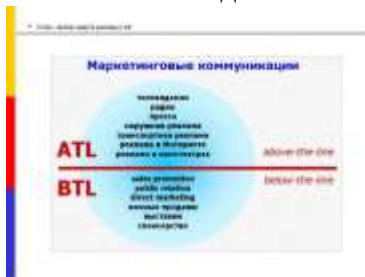 Маркетинговые коммуникации
телевидение
радио
пресса
наружная реклама
транспортная реклама
реклама в Интернете
реклама в кинотеатрах
ATL
above-the-line
BTL
below-the-line
sales promotion
public relation
direct marketing
личные продажи
выставки
спонсорство